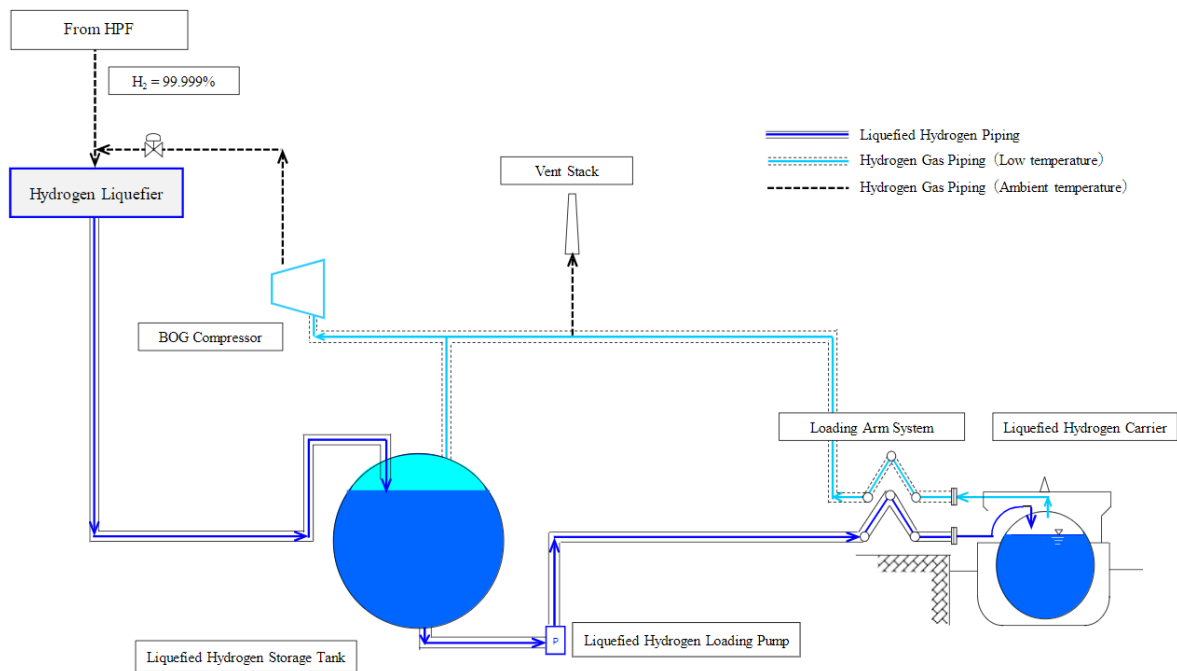 From HPF
H₂ = 99.999%
Hydrogen Liquefier
BOG Compressor
Vent Stack
Liquefied Hydrogen Piping
Hydrogen Gas Piping（Low temperature）
Hydrogen Gas Piping（Ambient temperature）
Loading Arm System
Liquefied Hydrogen Carrier
P
Liquefied Hydrogen Loading Pump
Liquefied Hydrogen Storage Tank